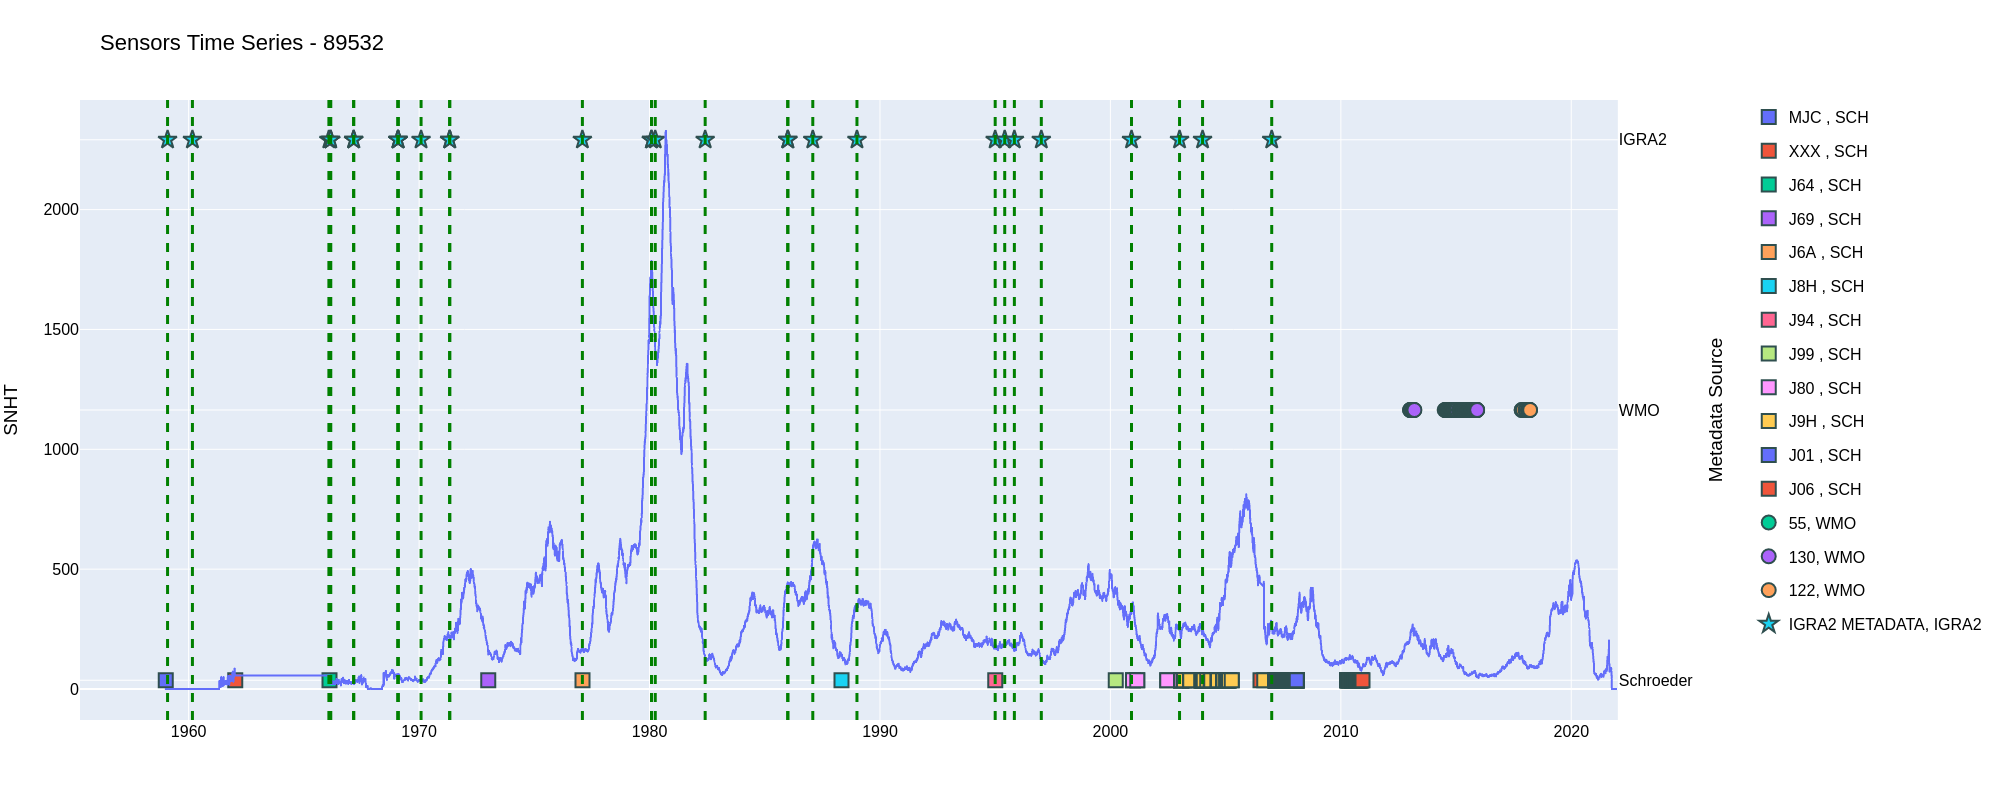 Sensors Time Series - 89532
SNHT
2000
1500
1000
500
0
1960
1970
1980
1990
2000
2010
2020
IGRA2
WMO
Schroeder
Metadata Source
MJC , SCH
XXX , SCH
J64 , SCH
J69 , SCH
J6A , SCH
J8H , SCH
J94 , SCH
J99 , SCH
J80 , SCH
J9H , SCH
J01 , SCH
J06 , SCH
55, WMO
130, WMO
122, WMO
IGRA2 METADATA, IGRA2